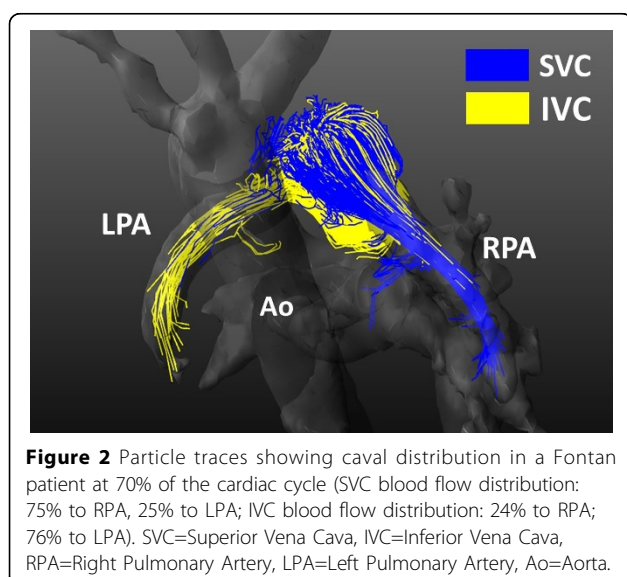 SVC
IVC
LPA
RPA
Ao
Figure 2 Particle traces showing caval distribution in a Fontan
patient at 70% of the cardiac cycle (SVC blood flow distribution:
75% to RPA, 25% to LPA; IVC blood flow distribution: 24% to RPA;
76% to LPA). SVC=Superior Vena Cava, IVC=Inferior Vena Cava,
RPA=Right Pulmonary Artery, LPA=Left Pulmonary Artery, Ao=Aorta.